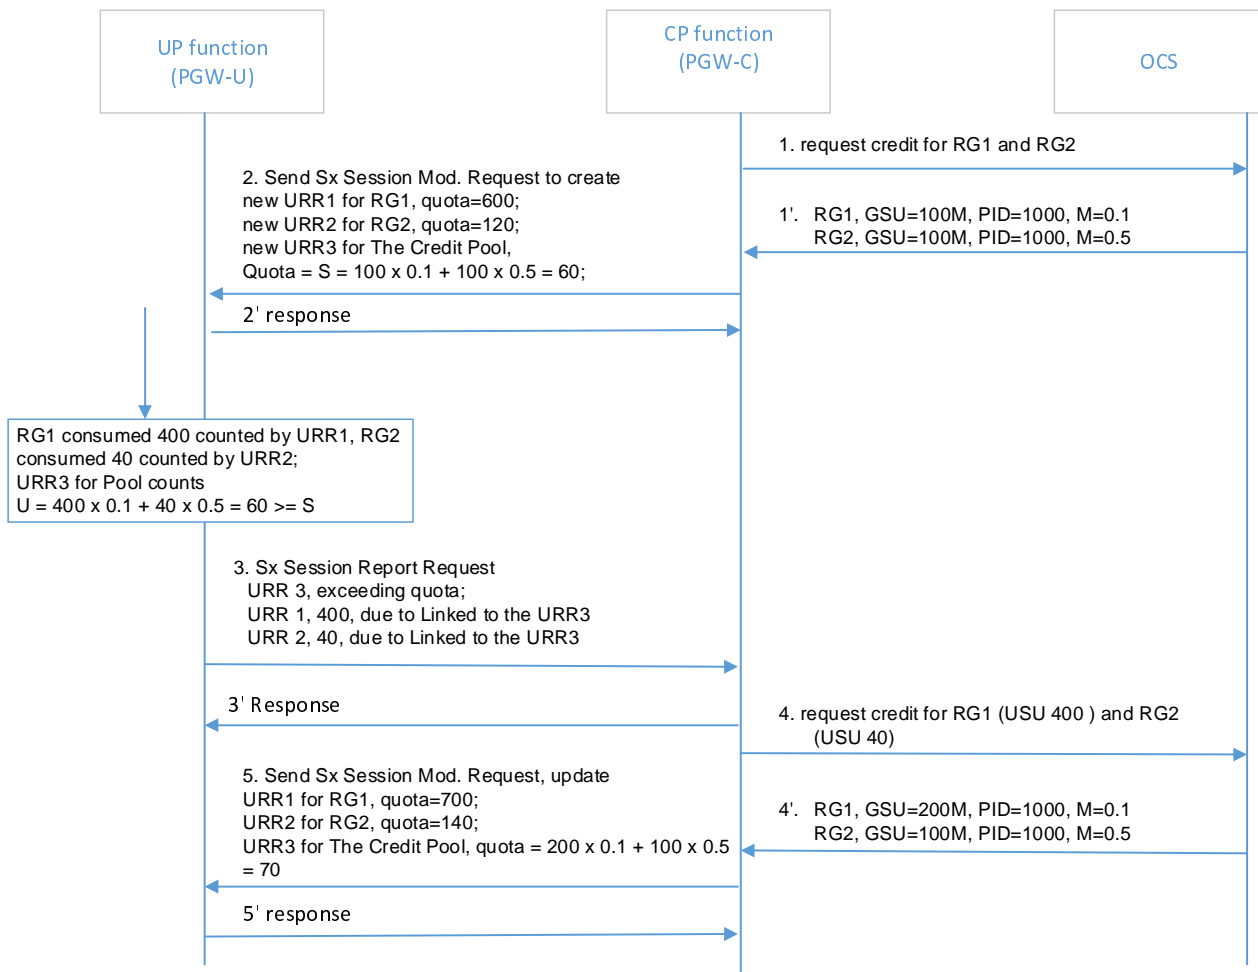 UP function
(PGW-U)
CP function
(PGW-C)
OCS
1. request credit for RG1 and RG2
2. Send Sx Session Mod. Request to create
new URR1 for RG1, quota=600;
new URR2 for RG2, quota=120;
new URR3 for The Credit Pool,
Quota = S = 100 x 0.1 + 100 x 0.5 = 60;
1'. RG1, GSU=100M, PID=1000, M=0.1
RG2, GSU=100M, PID=1000, M=0.5
2' response
RG1 consumed 400 counted by URR1, RG2
consumed 40 counted by URR2;
URR3 for Pool counts
U = 400 x 0.1 + 40 x 0.5 = 60 >= S
3. Sx Session Report Request
URR 3, exceeding quota;
URR 1, 400, due to Linked to the URR3
URR 2, 40, due to Linked to the URR3
3' Response
4. request credit for RG1 (USU 400 ) and RG2
(USU 40)
5. Send Sx Session Mod. Request, update
URR1 for RG1, quota=700;
URR2 for RG2, quota=140;
URR3 for The Credit Pool, quota = 200 x 0.1 + 100 x 0.5
= 70
4'. RG1, GSU=200M, PID=1000, M=0.1
RG2, GSU=100M, PID=1000, M=0.5
5' response